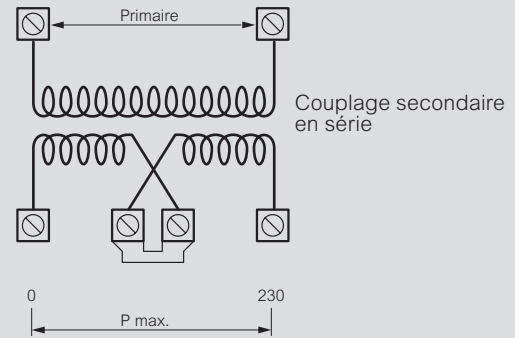 Primaire
Couplage secondaire
en série
0
230
P max.